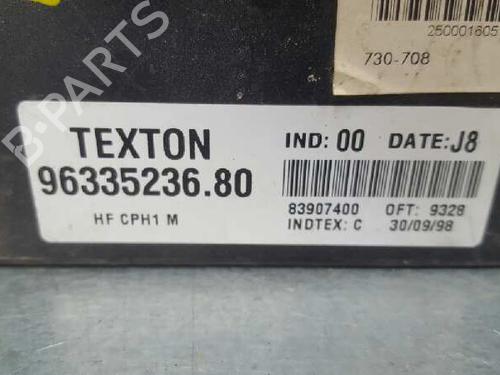 250001605
730-708
TEXTON
IND: 00 DATE: J8
96335236.80
83907400 OFT: 9328
HF CPH1 M
INDTEX: C 30/09/98
B-PARTS